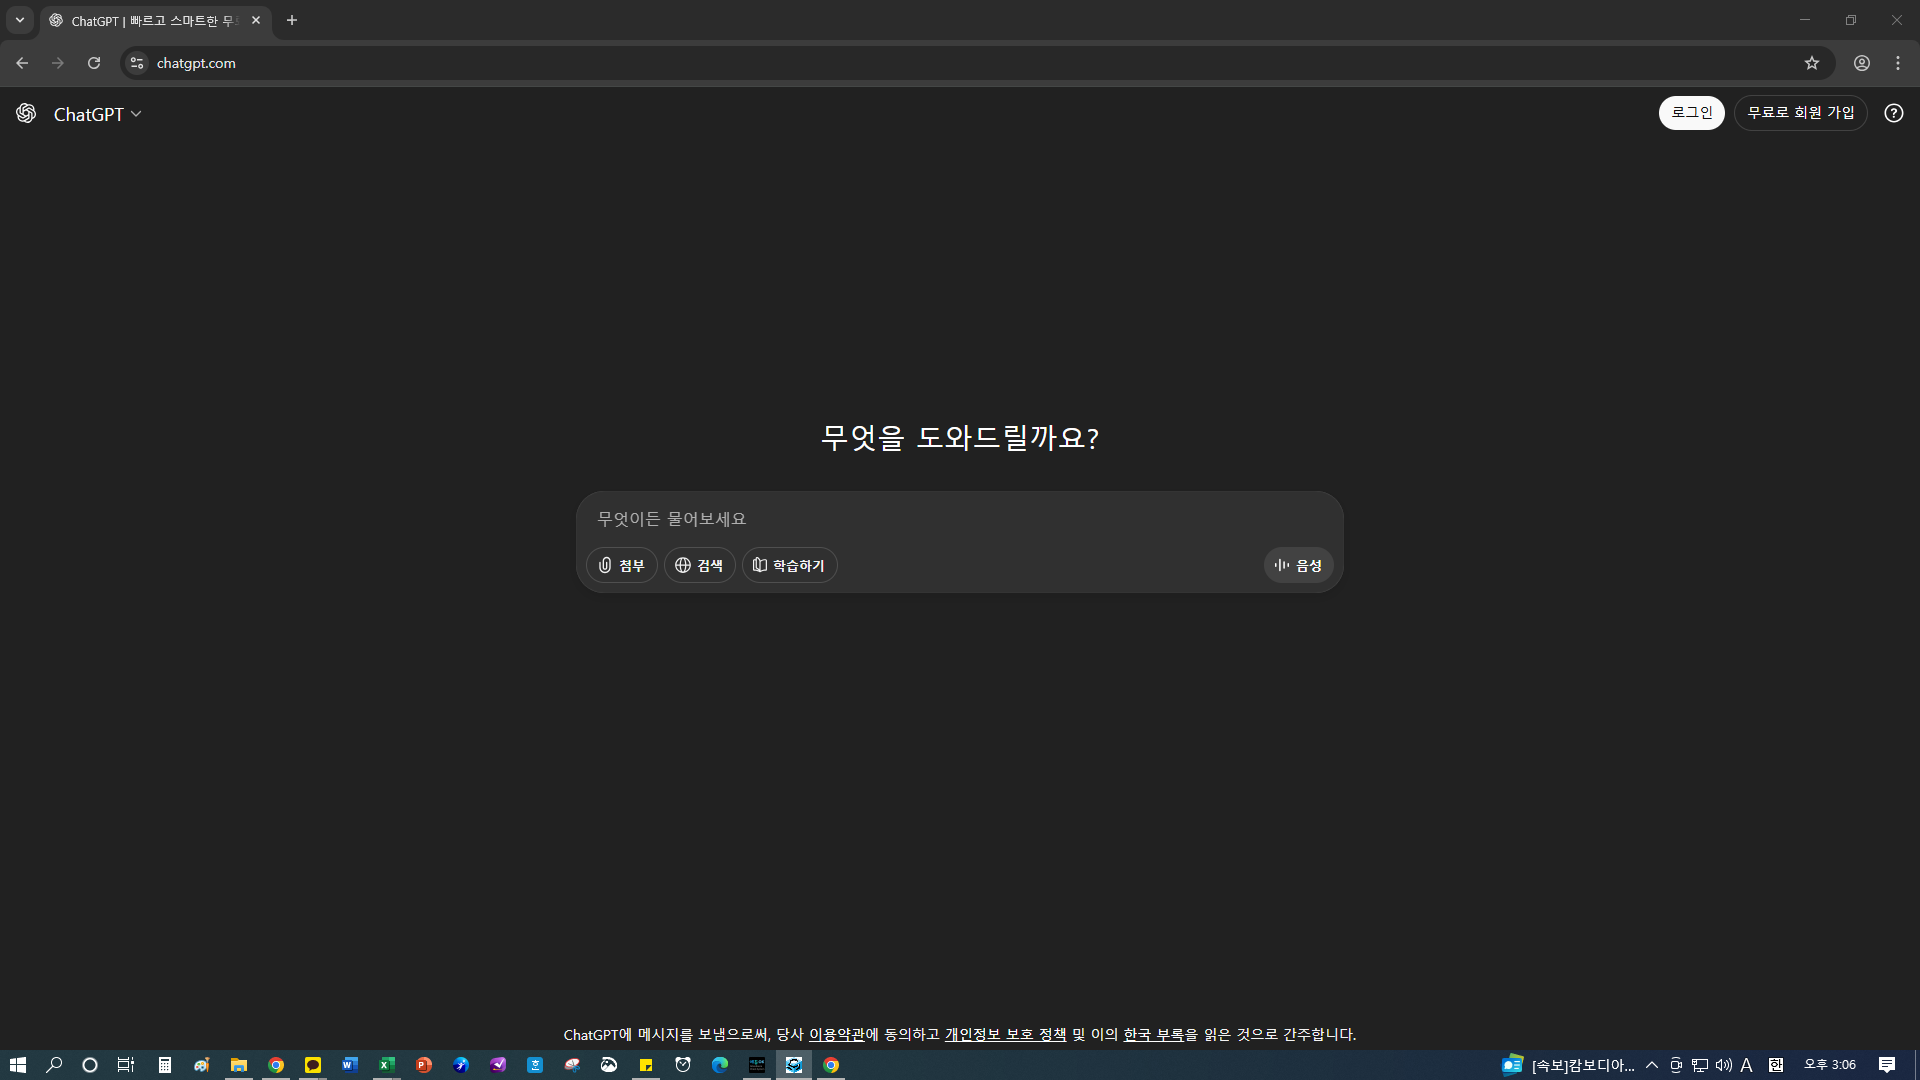 ChatGPT | 빠르고 스마트한 무
chatgpt.com
ChatGPT
로그인
무료로 회원 가입
무엇을 도와드릴까요?
무엇이든 물어보세요
첨부
검색
학습하기
음성
ChatGPT에 메시지를 보냄으로써, 당사 이용약관에 동의하고 개인정보 보호 정책 및 이의 한국 부록을 읽은 것으로 간주합니다.
[속보]캄보디아...
A
한
오후 3:06